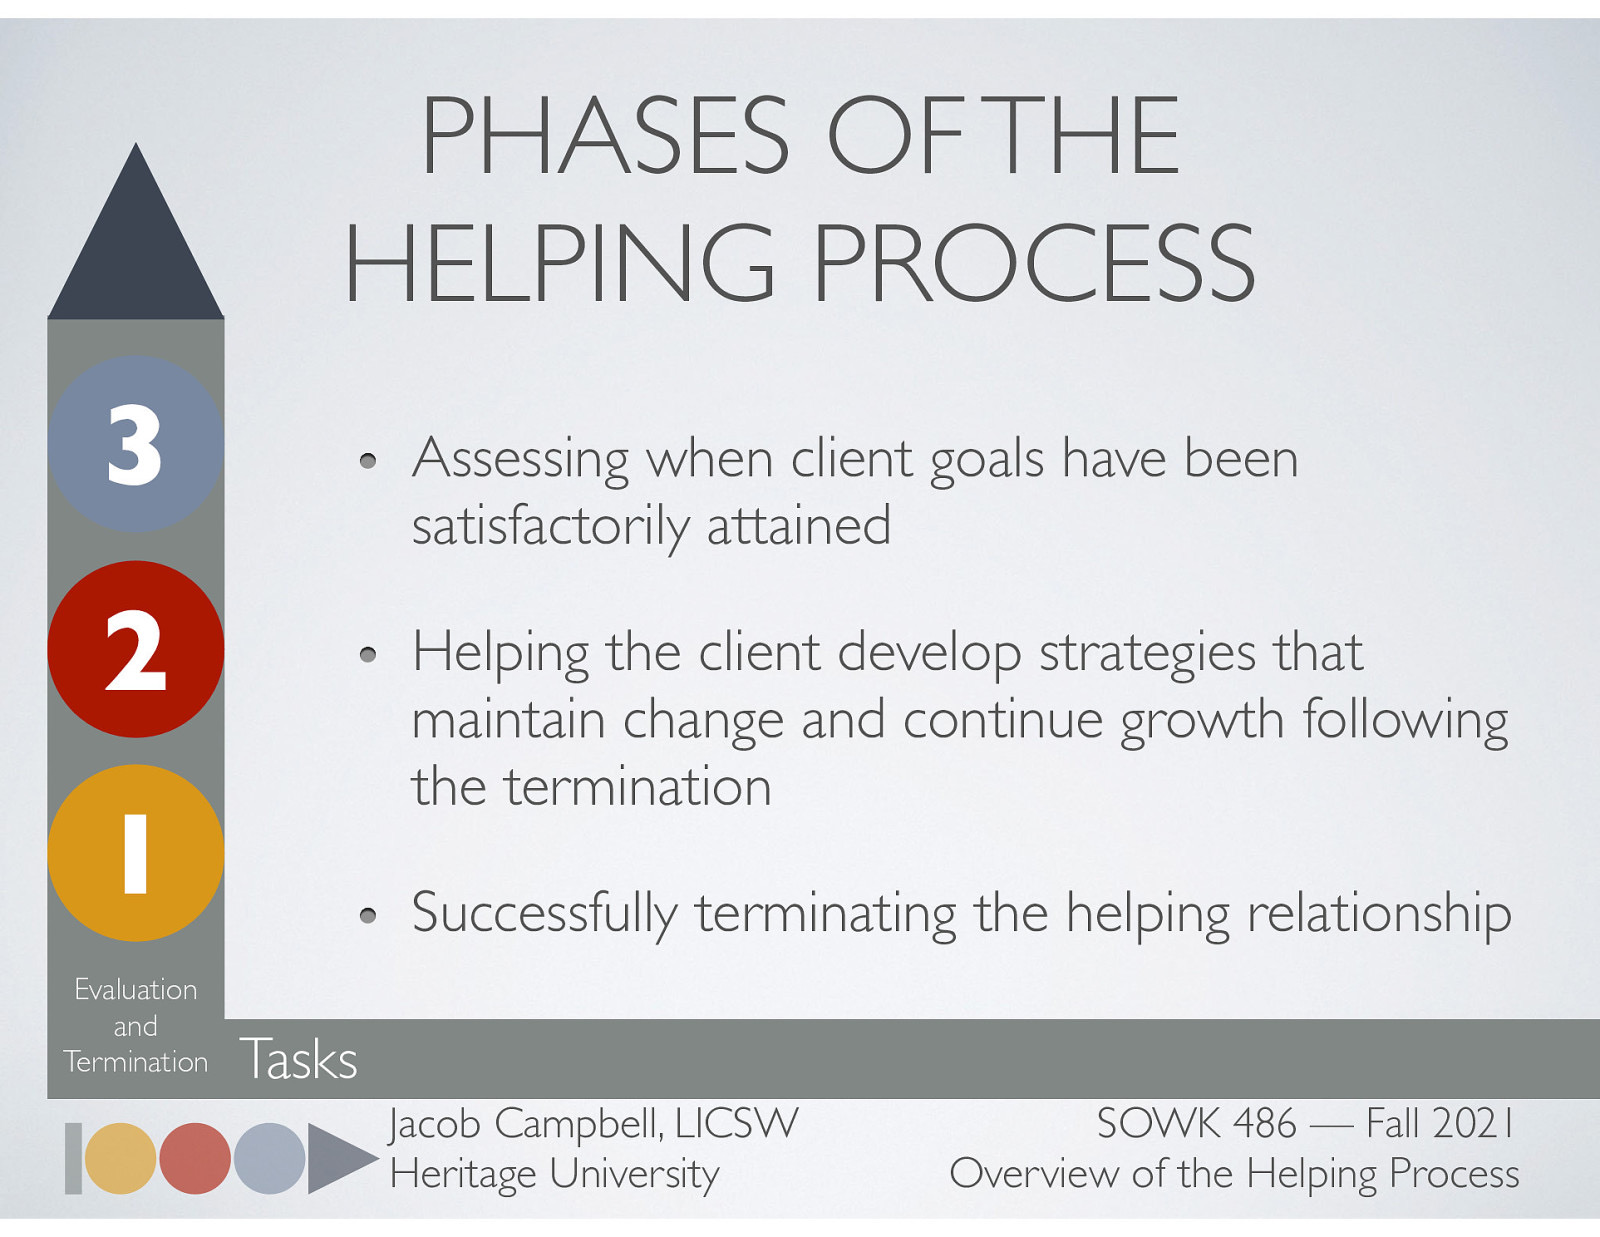 PHASES OF THE
HELPING PROCESS
3
2
1
• Assessing when client goals have been
satisfactorily attained
• Helping the client develop strategies that
maintain change and continue growth following
the termination
• Successfully terminating the helping relationship
Evaluation
and
Termination
Tasks
Jacob Campbell, LICSW
Heritage University
SOWK 486 — Fall 2021
Overview of the Helping Process